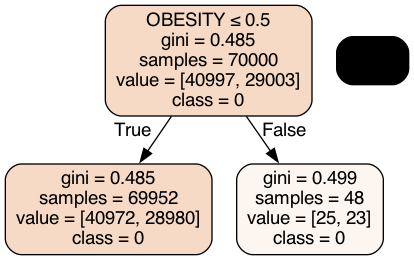 OBESITY ≤ 0.5
gini = 0.485
samples = 70000
value = [40997, 29003]
class = 0
True
False
gini = 0.485
samples = 69952
value = [40972, 28980]
class = 0
gini = 0.499
samples = 48
value = [25, 23]
class = 0